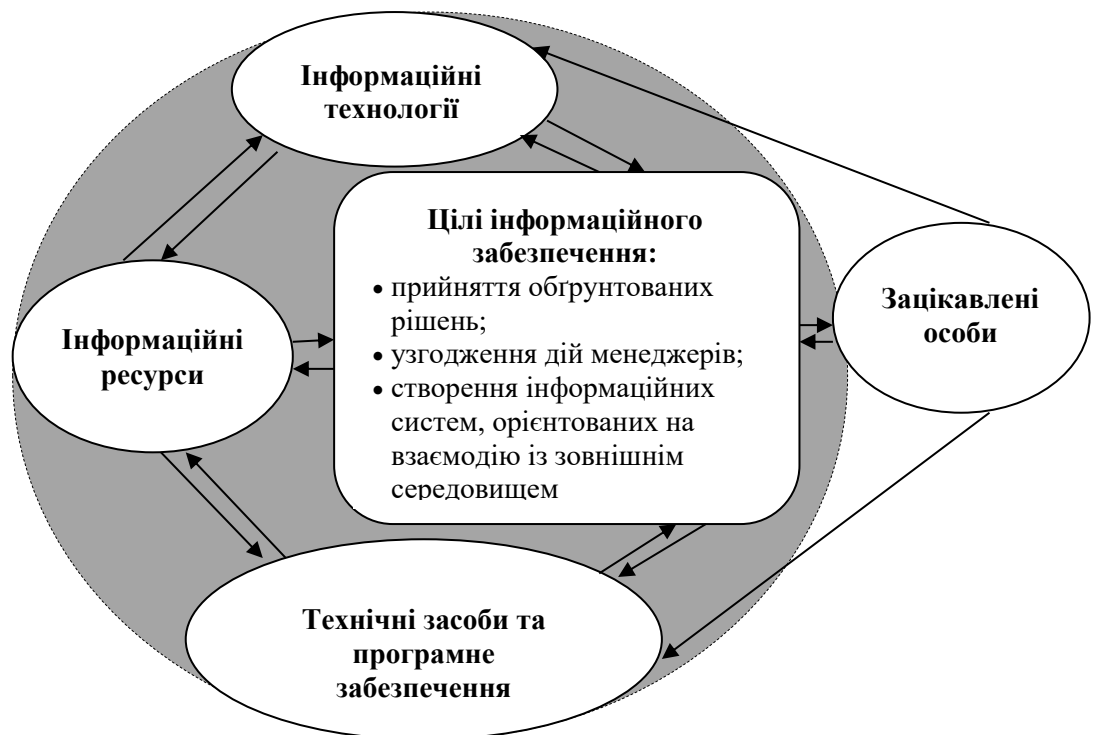 Інформаційні
технології
Цілі інформаційного
забезпечення:
• прийняття обґрунтованих
рішень;
• узгодження дій менеджерів;
• створення інформаційних
систем, орієнтованих на
взаємодію із зовнішнім
середовищем
Зацікавлені
особи
Інформаційні
ресурси
Технічні засоби та
програмне
забезпечення